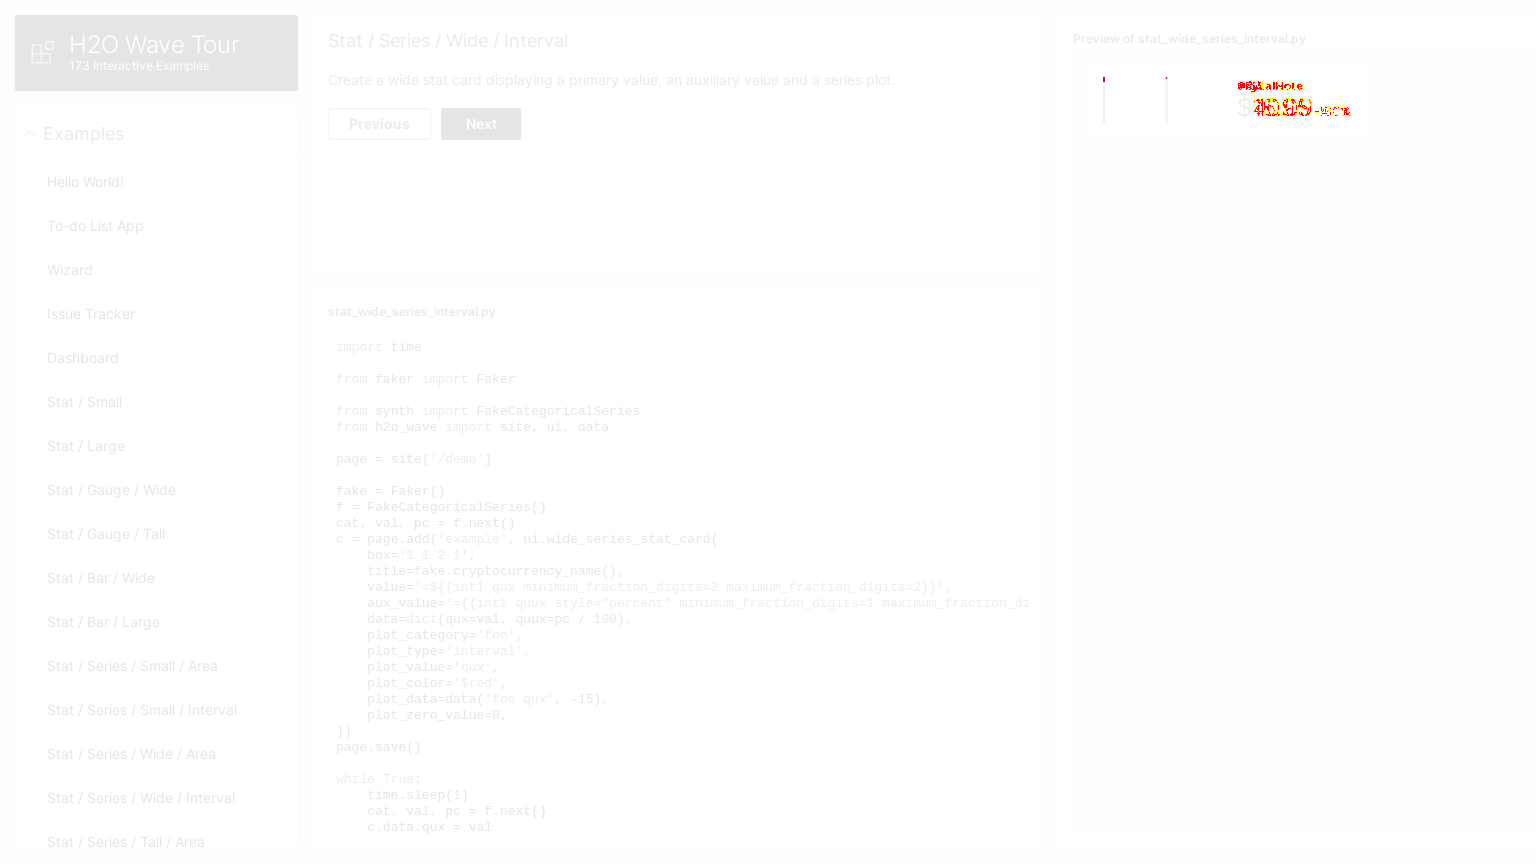 H2O Wave Tour
173 Interactive Examples
Examples
Hello World!
To-do List App
Wizard
Issue Tracker
Dashboard
Stat / Small
Stat / Large
Stat / Gauge / Wide
Stat / Gauge / Tall
Stat / Bar / Wide
Stat / Bar / Large
Stat / Series / Small / Area
Stat / Series / Small / Interval
Stat / Series / Wide / Area
Stat / Series / Wide / Interval
Stat / Series / Tall / Area
Stat / Series / Wide / Interval
Create a wide stat card displaying a primary value, an auxiliary value and a series plot.
Previous
Next
stat_wide_series_interval.py
import time
from faker import Faker
from synth import FakeCategoricalSeries
from h2o_wave import site, ui, data
page = site['/demo']
fake = Faker()
f = FakeCategoricalSeries()
cat, val, pc = f.next()
c = page.add('example', ui.wide_series_stat_card(
    box='1 1 2 1',
    title=fake.cryptocurrency_name(),
    value='=${{intl qux minimum_fraction_digits=2 maximum_fraction_digits=2}}',
    aux_value='={{intl quux style="percent" minimum_fraction_digits=1 maximum_fraction_di
    data=dict(qux=val, quux=pc / 100),
    plot_category='foo',
    plot_type='interval',
    plot_value='qux',
    plot_color='$red',
    plot_data=data('foo qux', -15),
    plot_zero_value=0,
))
page.save()
while True:
    time.sleep(1)
    cat, val, pc = f.next()
    c.data.qux = val
Preview of stat_wide_series_interval.py
$